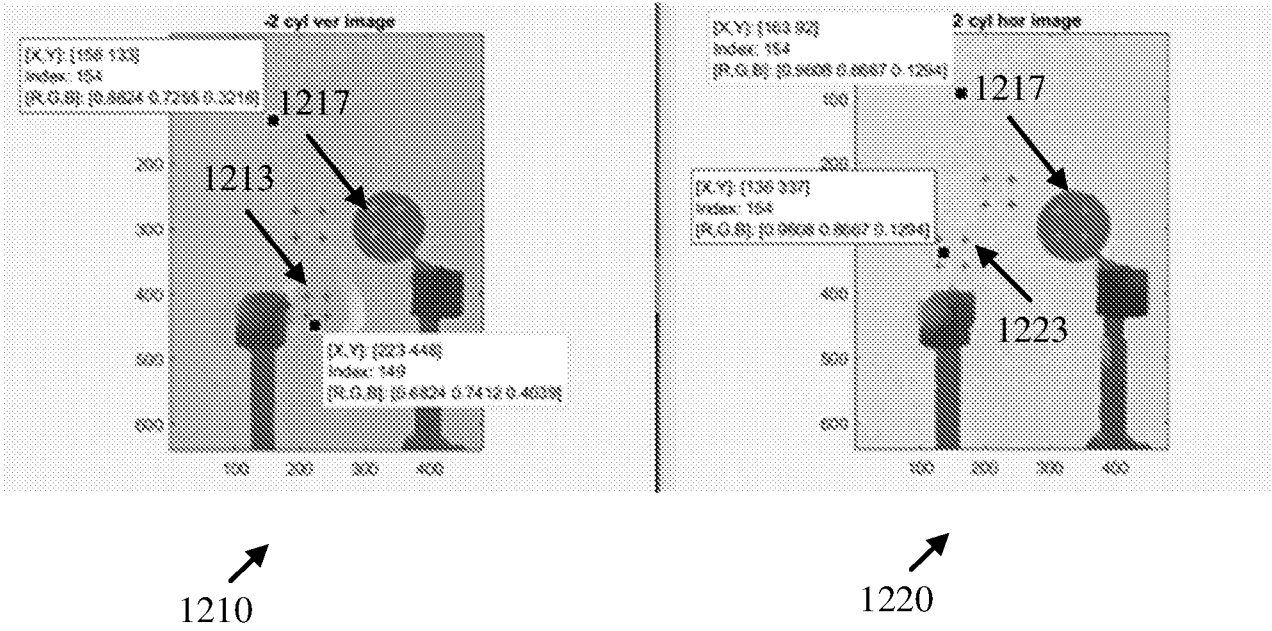 -2 cyl ver image
[X,Y]: [156 133]
Index: 154
[R,G,B]: [0.8824 0.7255 0.3216]
1217
200
1213
300
400
[X,Y]: [223 448]
Index: 149
[R,G,B]: [0.6824 0.7412 0.4039]
500
600
100 200 300 400
1210
2 cyl hor image
[X,Y]: [163 92]
Index: 154
[R,G,B]: [0.9608 0.8667 0.1294]
1217
100
200
[X,Y]: [136 337]
Index: 154
[R,G,B]: [0.9608 0.8667 0.1294]
400
1223
500
600
100 200 300 400
1220